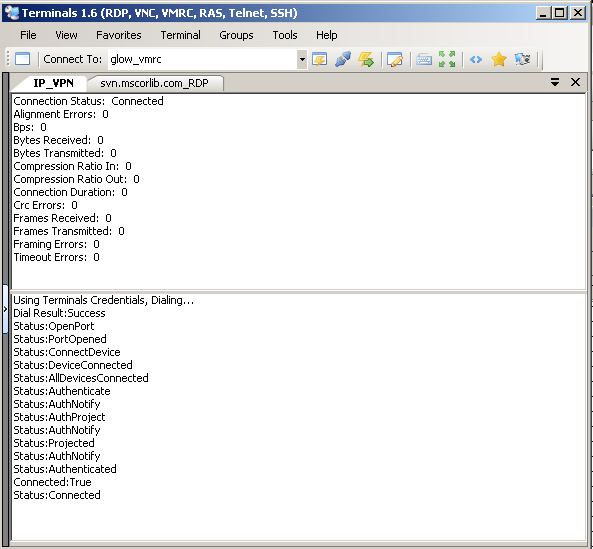 Terminals 1.6 (RDP, VNC, VMRC, RAS, Telnet, SSH)
File View Favorites Terminal Groups Tools Help
Connect To: glow_vmrc
IP_VPN svn.mscorlib.com_RDP
Connection Status: Connected
Alignment Errors: 0
Bps: 0
Bytes Received: 0
Bytes Transmitted: 0
Compression Ratio In: 0
Compression Ratio Out: 0
Connection Duration: 0
Crc Errors: 0
Frames Received: 0
Frames Transmitted: 0
Framing Errors: 0
Timeout Errors: 0
Using Terminals Credentials, Dialing...
Dial Result:Success
Status:OpenPort
Status:PortOpened
Status:ConnectDevice
Status:DeviceConnected
Status:AllDevicesConnected
Status:Authenticate
Status:AuthNotify
Status:AuthProject
Status:AuthNotify
Status:Projected
Status:AuthNotify
Status:Authenticated
Connected:True
Status:Connected